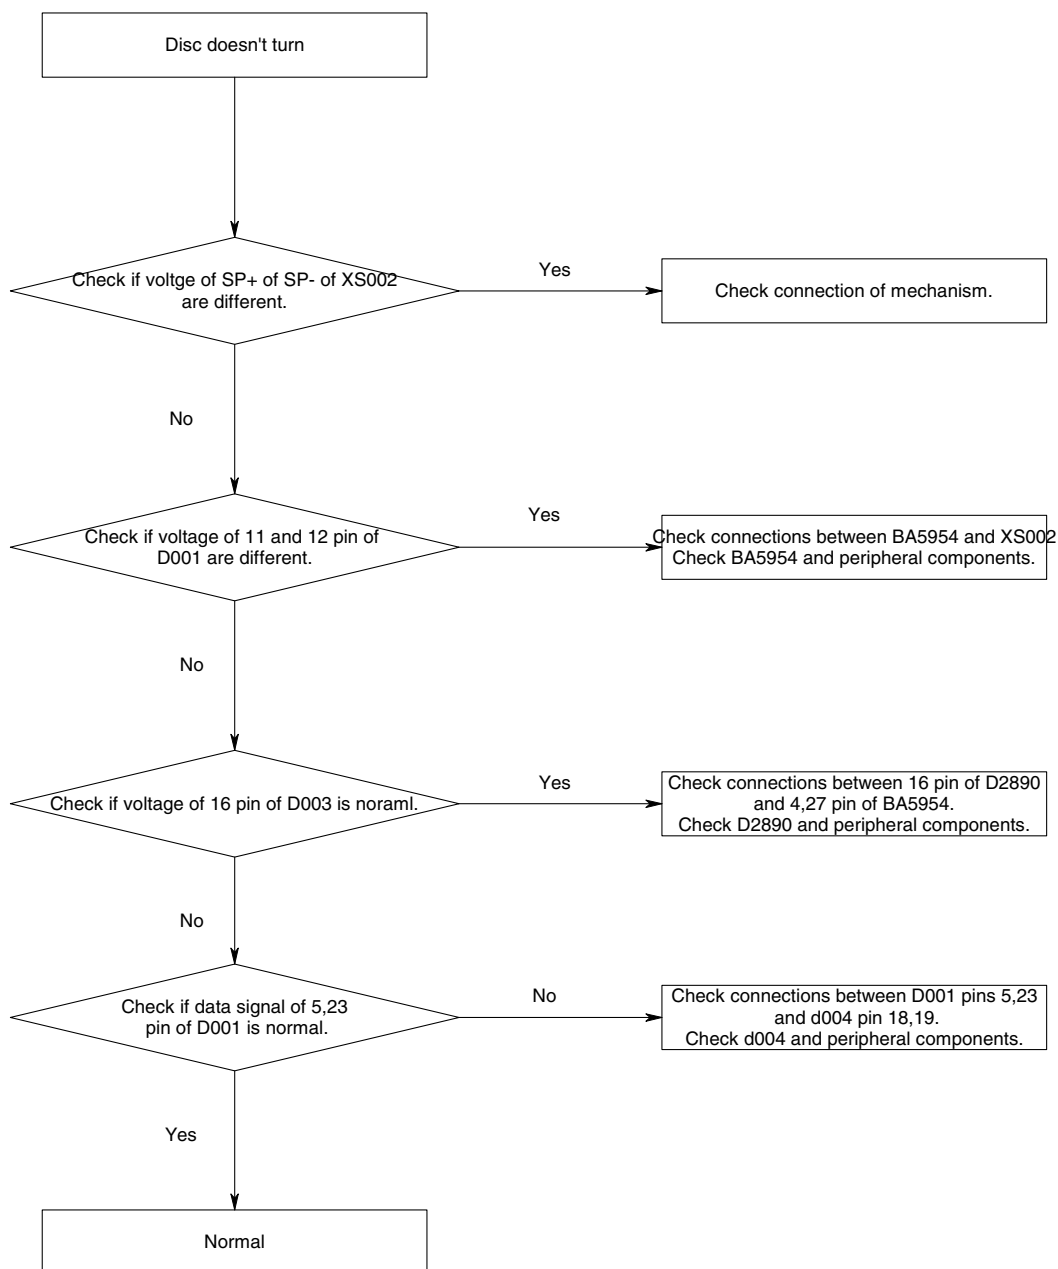 Disc doesn't turn
Check if voltge of SP+ of SP- of XS002
are different.
Yes
Check connection of mechanism.
No
Check if voltage of 11 and 12 pin of
D001 are different.
Yes
Check connections between BA5954 and XS002
Check BA5954 and peripheral components.
No
Check if voltage of 16 pin of D003 is noraml.
Yes
Check connections between 16 pin of D2890
and 4,27 pin of BA5954.
Check D2890 and peripheral components.
No
Check if data signal of 5,23
pin of D001 is normal.
No
Check connections between D001 pins 5,23
and d004 pin 18,19.
Check d004 and peripheral components.
Yes
Normal